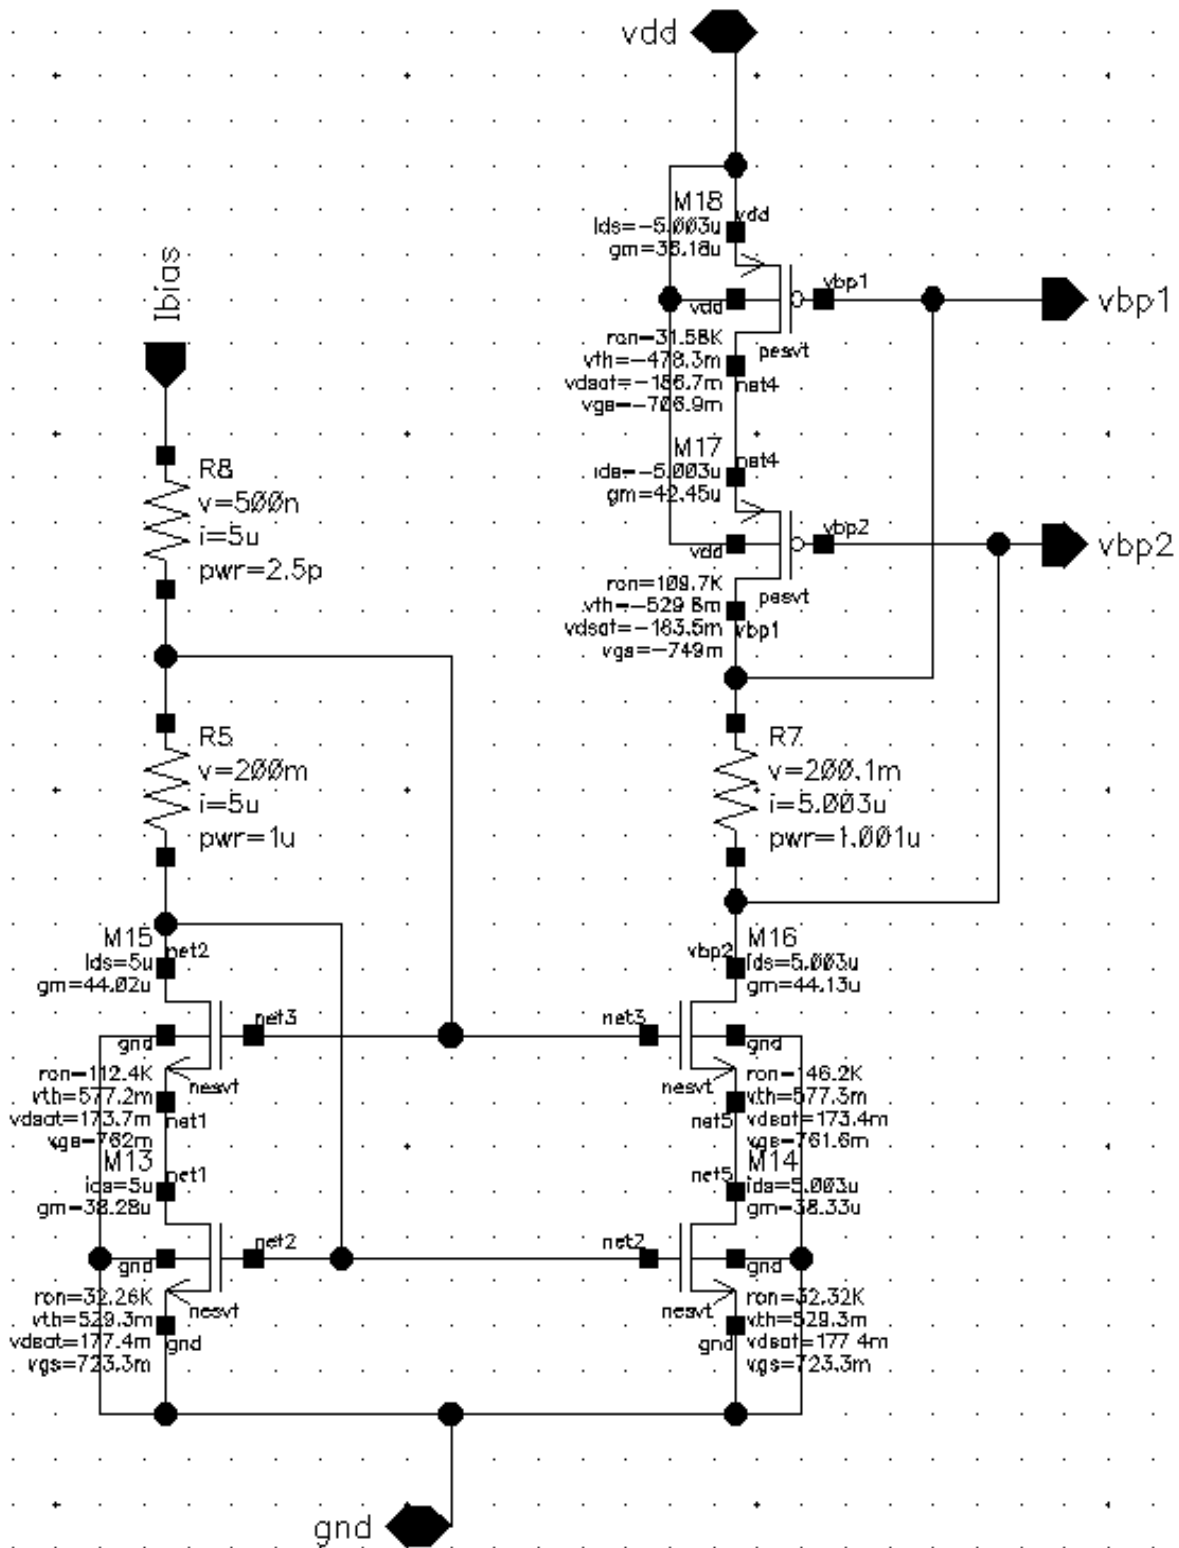 vdd
M18
vdd
Ids=-5.003u
gm=38.18u
vbp1
vbp1
vdd
ron=31.58K
pesvt
vth=-478.3m
vdsat=-186.7m
net4
vgs=-706.9m
M17
net4
ids=-5.003u
gm=42.45u
vbp2
vbp2
vdd
ron=109.7K
pesvt
vth=-529.8m
vdsat=-183.5m
vbp1
vgs=-749m
Ibias
R8
v=500n
i=5u
pwr=2.5p
R5
v=200m
i=5u
pwr=1u
R7
v=200.1m
i=5.003u
pwr=1.001u
M15
net2
Ids=5u
gm=44.02u
net3
gnd
ron=112.4K
nesvt
vth=577.2m
vdsat=173.7m
net1
vgs=762m
M16
vbp2
ids=5.003u
gm=44.13u
net3
gnd
ron=146.2K
nesvt
vth=577.3m
net5
vdsat=173.4m
vgs=761.6m
M13
net1
ids=5u
gm=38.28u
net2
gnd
ron=32.26K
nesvt
vth=529.3m
vdsat=177.4m
gnd
vgs=723.3m
M14
net5
ids=5.003u
gm=38.33u
net2
gnd
ron=32.32K
nesvt
vth=529.3m
gnd
vdsat=177.4m
vgs=723.3m
gnd